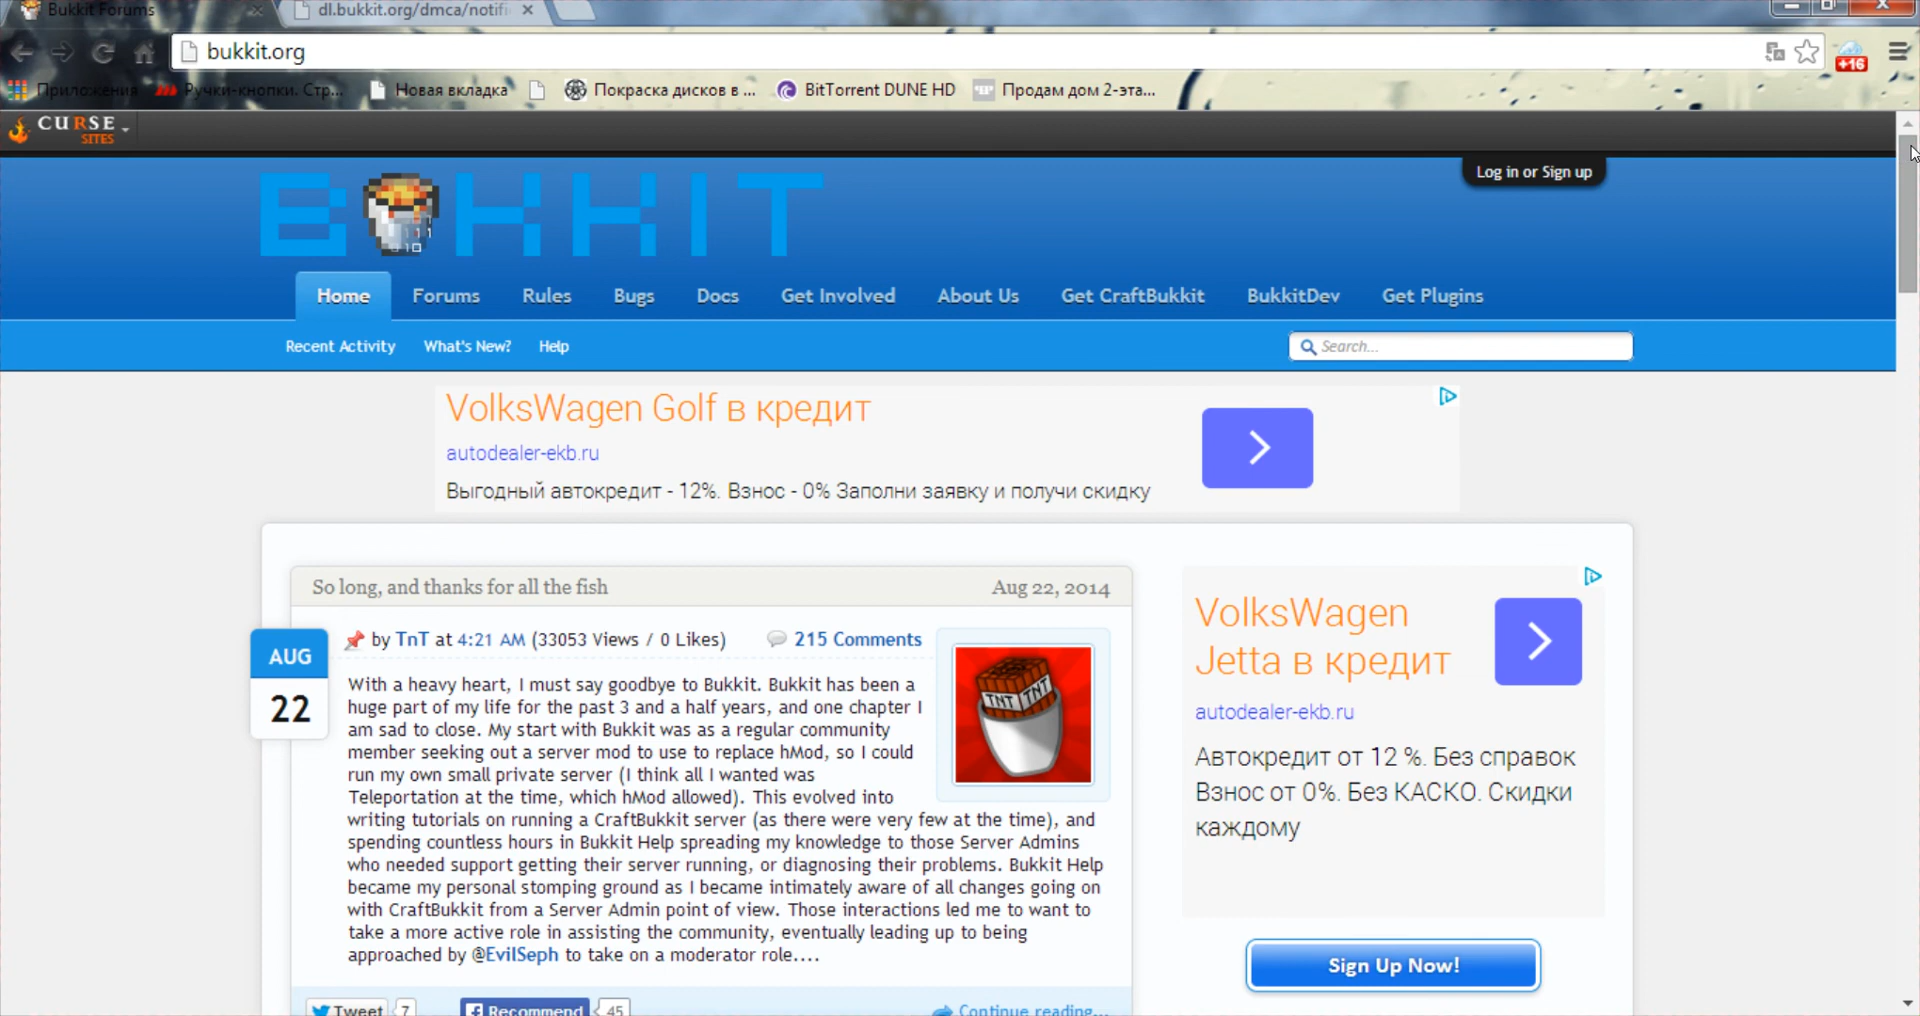 Bukkit Forums
dl.bukkit.org/dmca/notifi
bukkit.org
+16
Приложения
Ручки-кнопки. Стр...
Новая вкладка
Покраска дисков в ...
BitTorrent DUNE HD
Продам дом 2-эта...
CURSE
SITES
Log in or Sign up
BUKKIT
Home
Forums
Rules
Bugs
Docs
Get Involved
About Us
Get CraftBukkit
BukkitDev
Get Plugins
Recent Activity
What's New?
Help
Search...
VolksWagen Golf в кредит
autodealer-ekb.ru
Выгодный автокредит - 12%. Взнос - 0% Заполни заявку и получи скидку
So long, and thanks for all the fish
Aug 22, 2014
AUG
22
by TnT at 4:21 AM (33053 Views / 0 Likes)
215 Comments
TNT TNT
With a heavy heart, I must say goodbye to Bukkit. Bukkit has been a
huge part of my life for the past 3 and a half years, and one chapter I
am sad to close. My start with Bukkit was as a regular community
member seeking out a server mod to use to replace hMod, so I could
run my own small private server (I think all I wanted was
Teleportation at the time, which hMod allowed). This evolved into
writing tutorials on running a CraftBukkit server (as there were very few at the time), and
spending countless hours in Bukkit Help spreading my knowledge to those Server Admins
who needed support getting their server running, or diagnosing their problems. Bukkit Help
became my personal stomping ground as I became intimately aware of all changes going on
with CraftBukkit from a Server Admin point of view. Those interactions led me to want to
take a more active role in assisting the community, eventually leading up to being
approached by @EvilSeph to take on a moderator role....
Tweet
7
Recommend
45
Continue reading...
VolksWagen
Jetta в кредит
autodealer-ekb.ru
Автокредит от 12 %. Без справок
Взнос от 0%. Без КАСКО. Скидки
каждому
Sign Up Now!